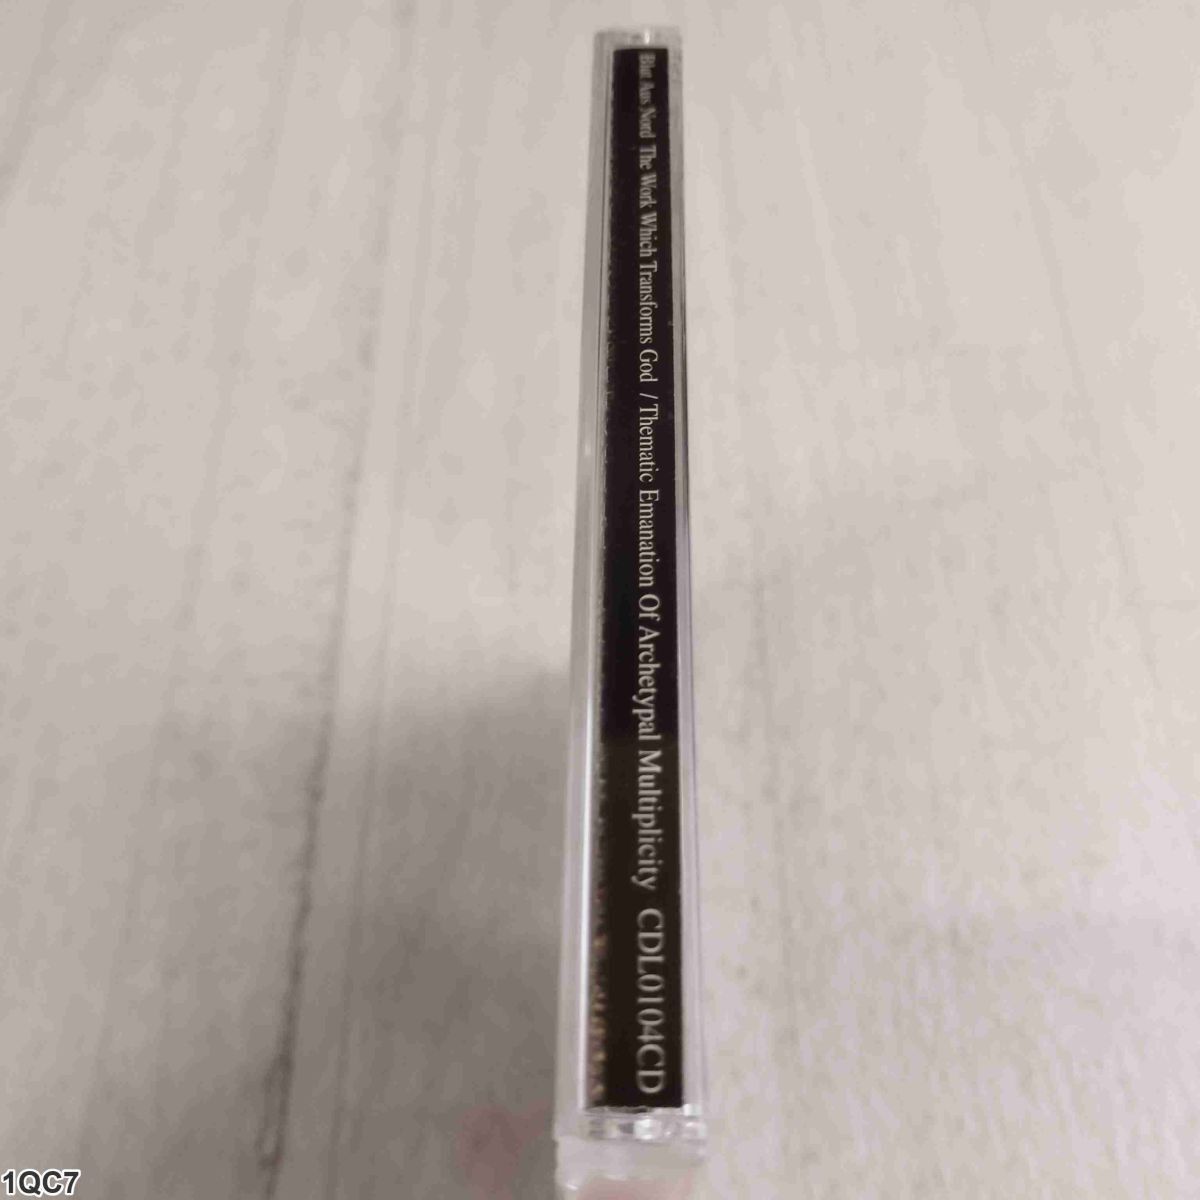 Blut Aus Nord The Work Which Transforms God / Thematic Emanation Of Archetypal Multiplicity CDL0104CD
1QC7